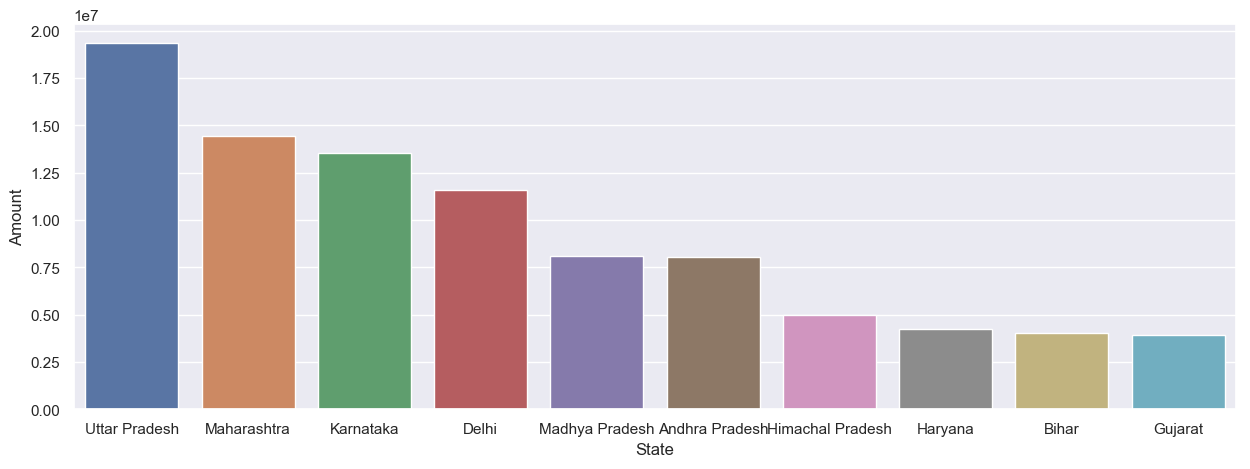 1e7
2.00
1.75
1.50
1.25
1.00
0.75
0.50
0.25
0.00
Amount
Uttar Pradesh Maharashtra Karnataka Delhi Madhya Pradesh Andhra Pradesh Himachal Pradesh Haryana Bihar Gujarat
State